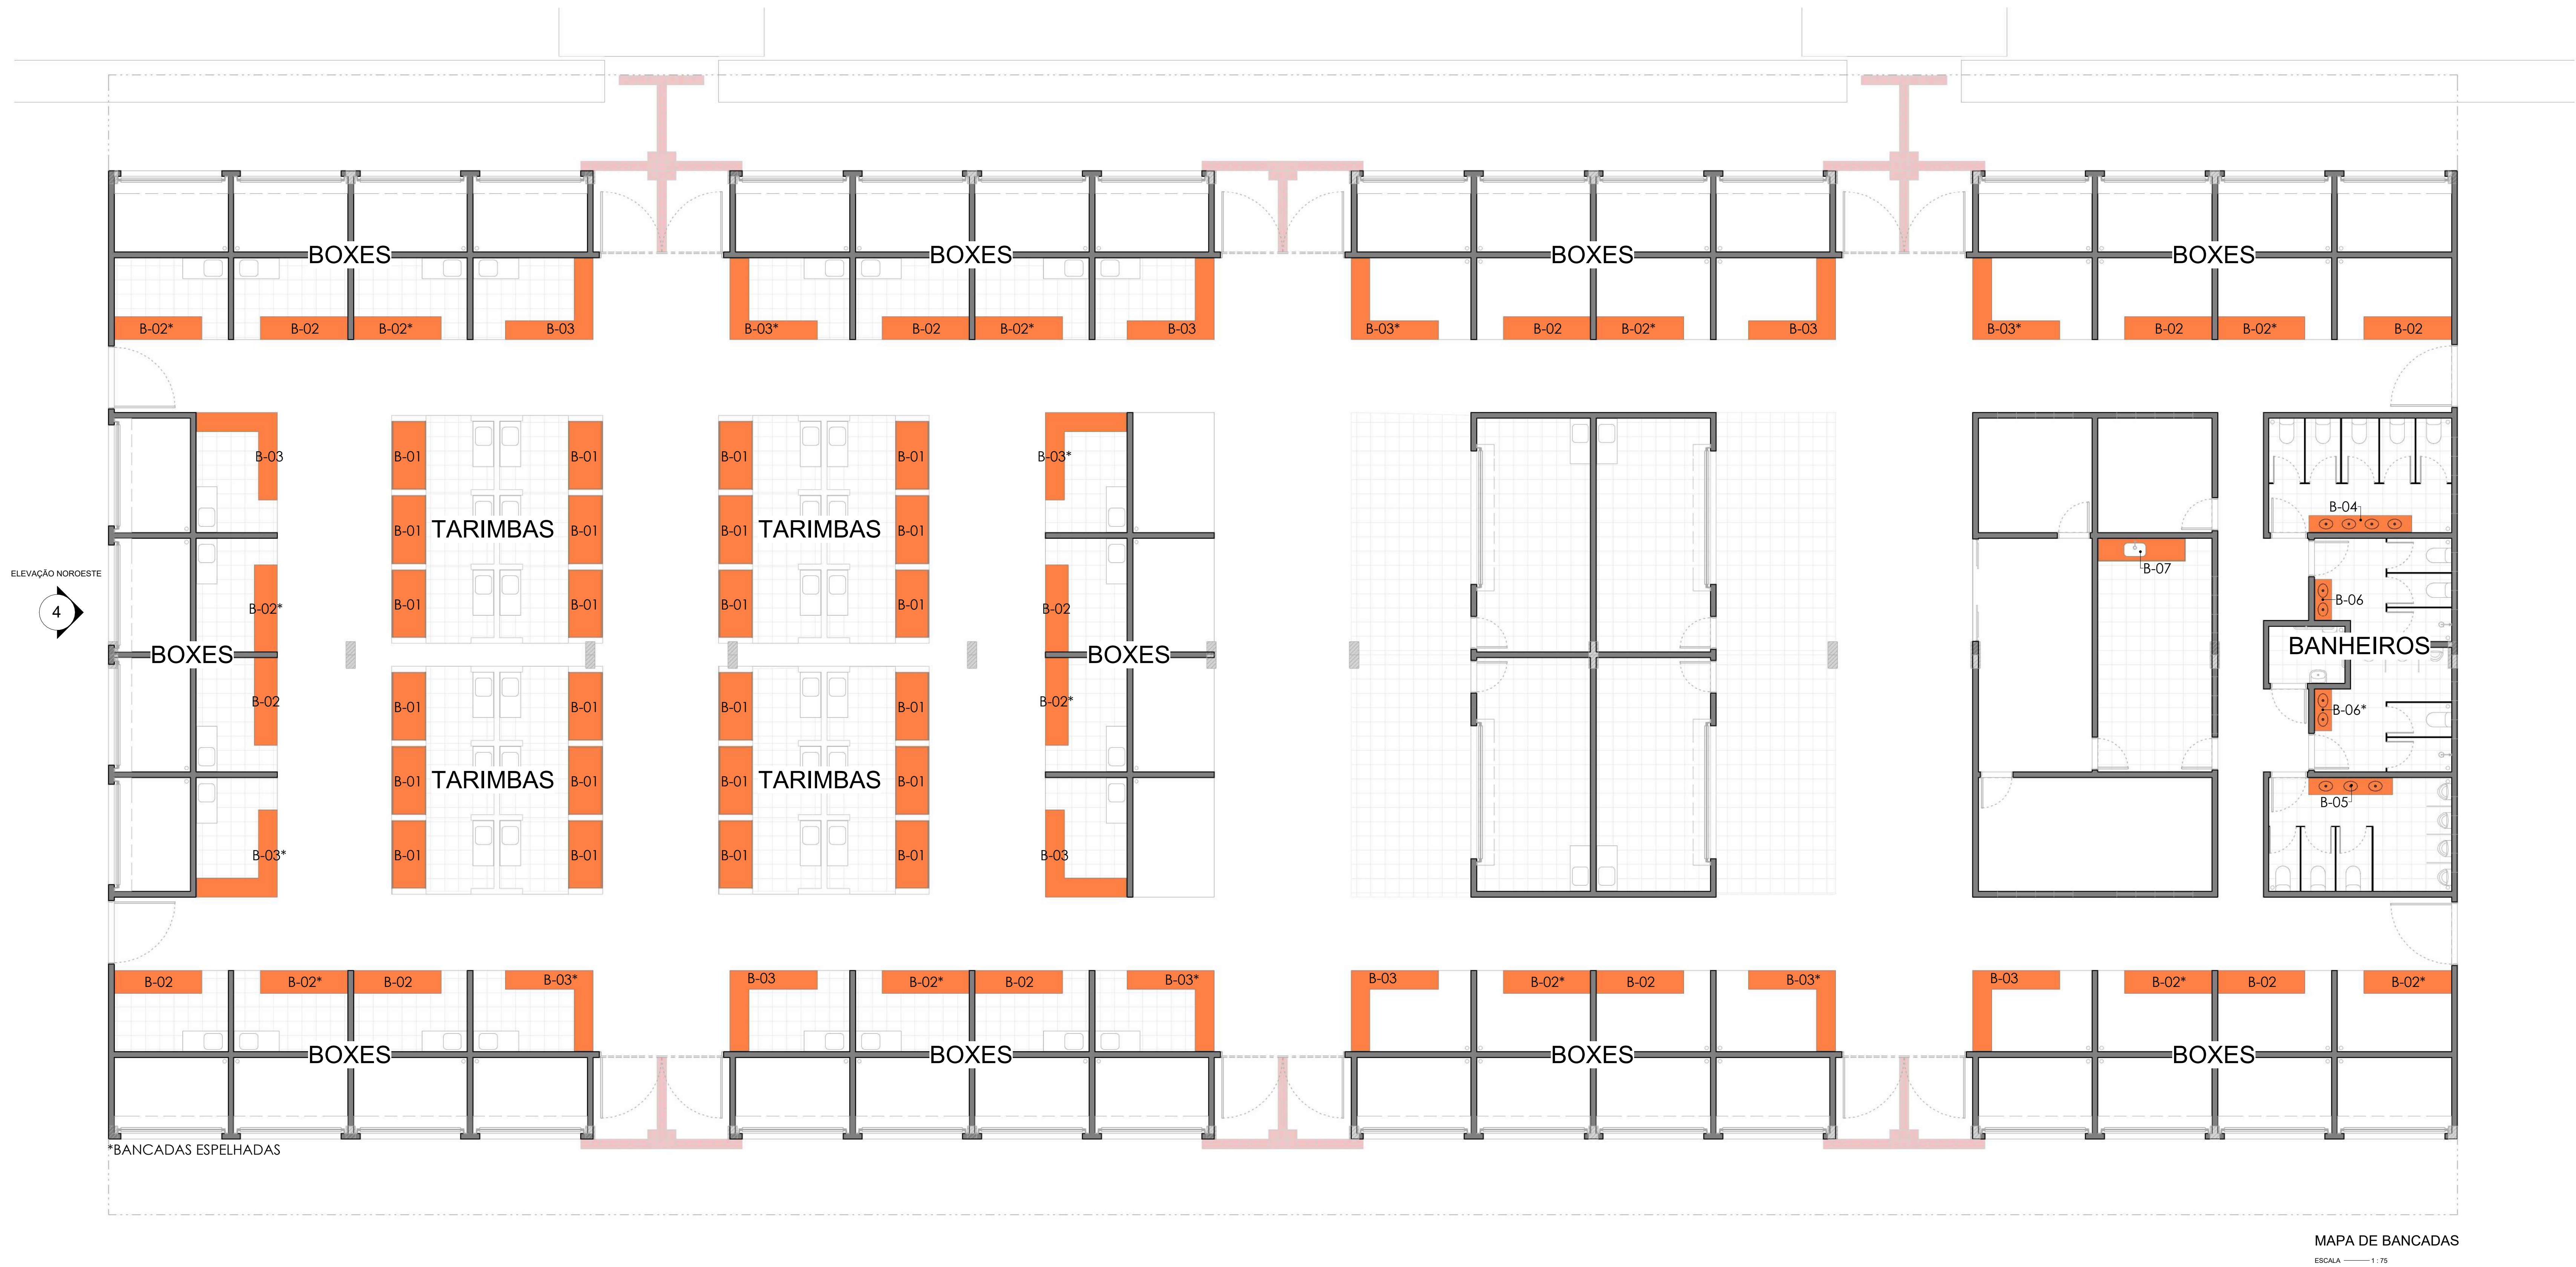 BOXES BOXES BOXES BOXES
B-02* B-02 B-02* B-03 B-03* B-02 B-02* B-03 B-03* B-02 B-02* B-03 B-03* B-02 B-02* B-02
B-03 B-01 B-01 B-01 B-01 B-03*
B-04
B-01 TARIMBAS B-01 B-01 TARIMBAS B-01
B-07
ELEVAÇÃO NOROESTE
4
B-02* B-01 B-01 B-01 B-01 B-02 B-06
BOXES BOXES BANHEIROS
B-02 B-01 B-01 B-01 B-01 B-02* B-06*
B-01 TARIMBAS B-01 B-01 TARIMBAS B-01
B-05
B-03* B-01 B-01 B-01 B-01 B-03
B-02 B-02* B-02 B-03* B-03 B-02* B-02 B-03* B-03 B-02* B-02 B-03* B-03 B-02* B-02 B-02*
BOXES BOXES BOXES BOXES
*BANCADAS ESPELHADAS
MAPA DE BANCADAS
ESCALA 1 : 75